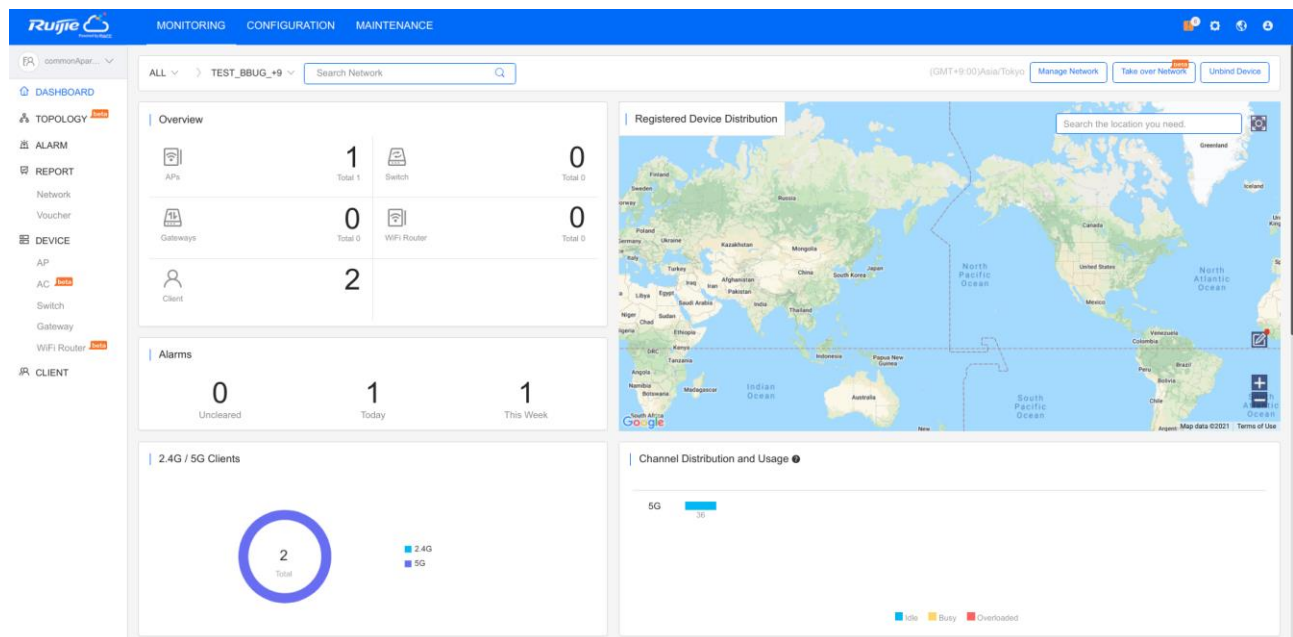 Ruijie
MONITORING CONFIGURATION MAINTENANCE
commonApar...
DASHBOARD
TOPOLOGY beta
ALARM
REPORT
Network
Voucher
DEVICE
AP
AC beta
Switch
Gateway
WiFi Router beta
CLIENT
ALL > TEST_BBUG_+9 Search Network
(GMT+9:00)Asia/Tokyo Manage Network Take over Network beta Unbind Device
Overview
1
APs Total 1
0
Switch Total 0
0
Gateways Total 0
0
WiFi Router Total 0
2
Client
Alarms
0 1 1
Uncleared Today This Week
Registered Device Distribution
Search the location you need.
Greenland
Iceland
Finland
Sweden
Russia
Canada
Poland
Ukraine
Kazakhstan
Mongolia
Italy
Turkey
Afghanistan
China
South Korea
Japan
North
Pacific
Ocean
United States
North
Atlantic
Ocean
Iraq
Iran
Pakistan
Libya
Egypt
Saudi Arabia
India
Thailand
Mexico
Niger
Chad
Sudan
Ethiopia
Venezuela
Colombia
DRC
Kenya
Tanzania
Indonesia
Papua New
Guinea
Brazil
Peru
Angola
Bolivia
Namibia
Botswana
Madagascar
Indian
Ocean
Australia
South
Pacific
Ocean
Chile
South Africa
Google
Map data ©2021 Terms of Use
2.4G / 5G Clients
2
Total
2.4G
5G
Channel Distribution and Usage
5G
36
Idle Busy Overloaded